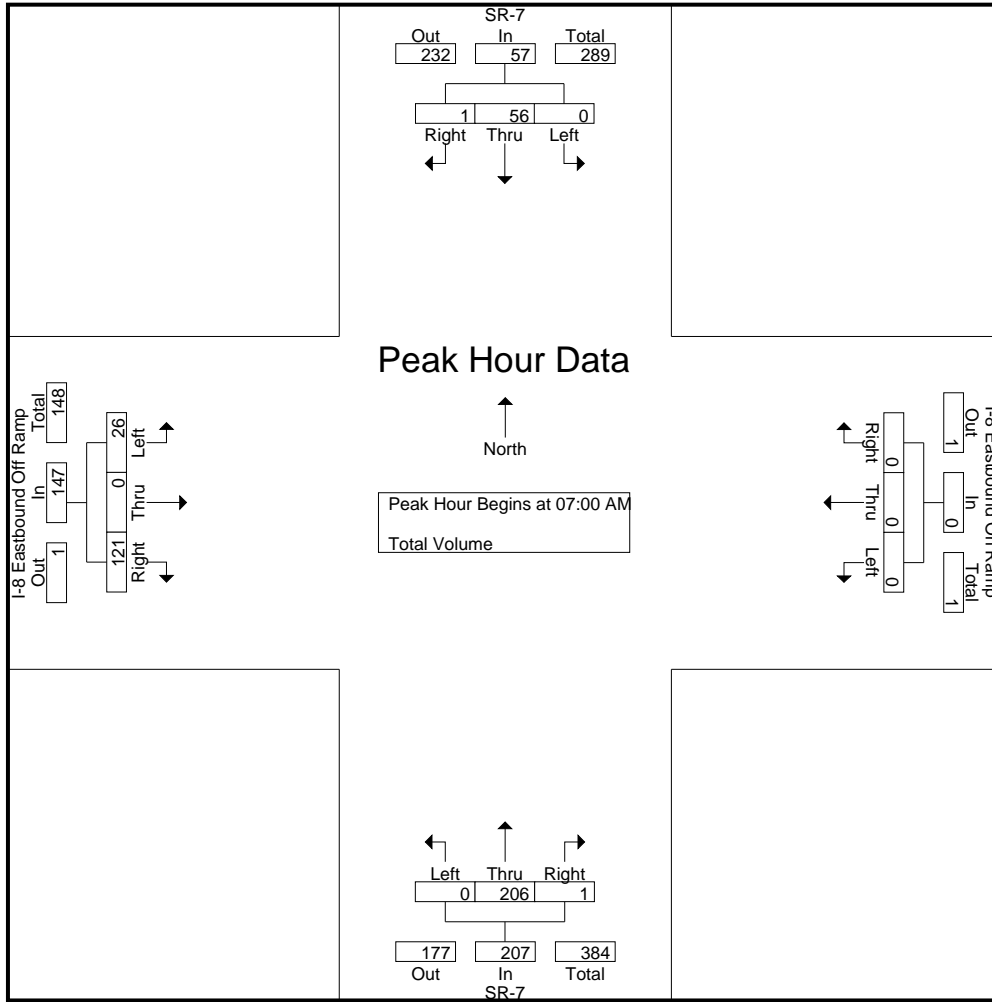 SR-7
Out In Total
232 57 289
1 56 0
Right Thru Left
Peak Hour Data
North
Peak Hour Begins at 07:00 AM
Total Volume
I-8 Eastbound Off Ramp
Out In Total
1 147 148
121 0 26
Right Thru Left
I-8 Eastbound On Ramp
Out In Total
1 0 1
Right Thru Left
0 0 0
Left Thru Right
0 206 1
177 207 384
Out In Total
SR-7